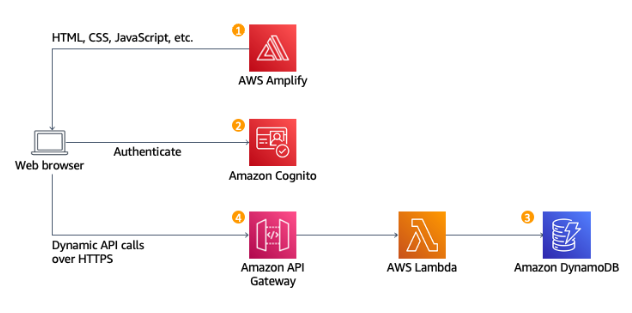 HTML, CSS, JavaScript, etc.
1
AWS Amplify
2
Web browser
Authenticate
Amazon Cognito
4
3
Dynamic API calls
over HTTPS
Amazon API
Gateway
AWS Lambda
Amazon DynamoDB